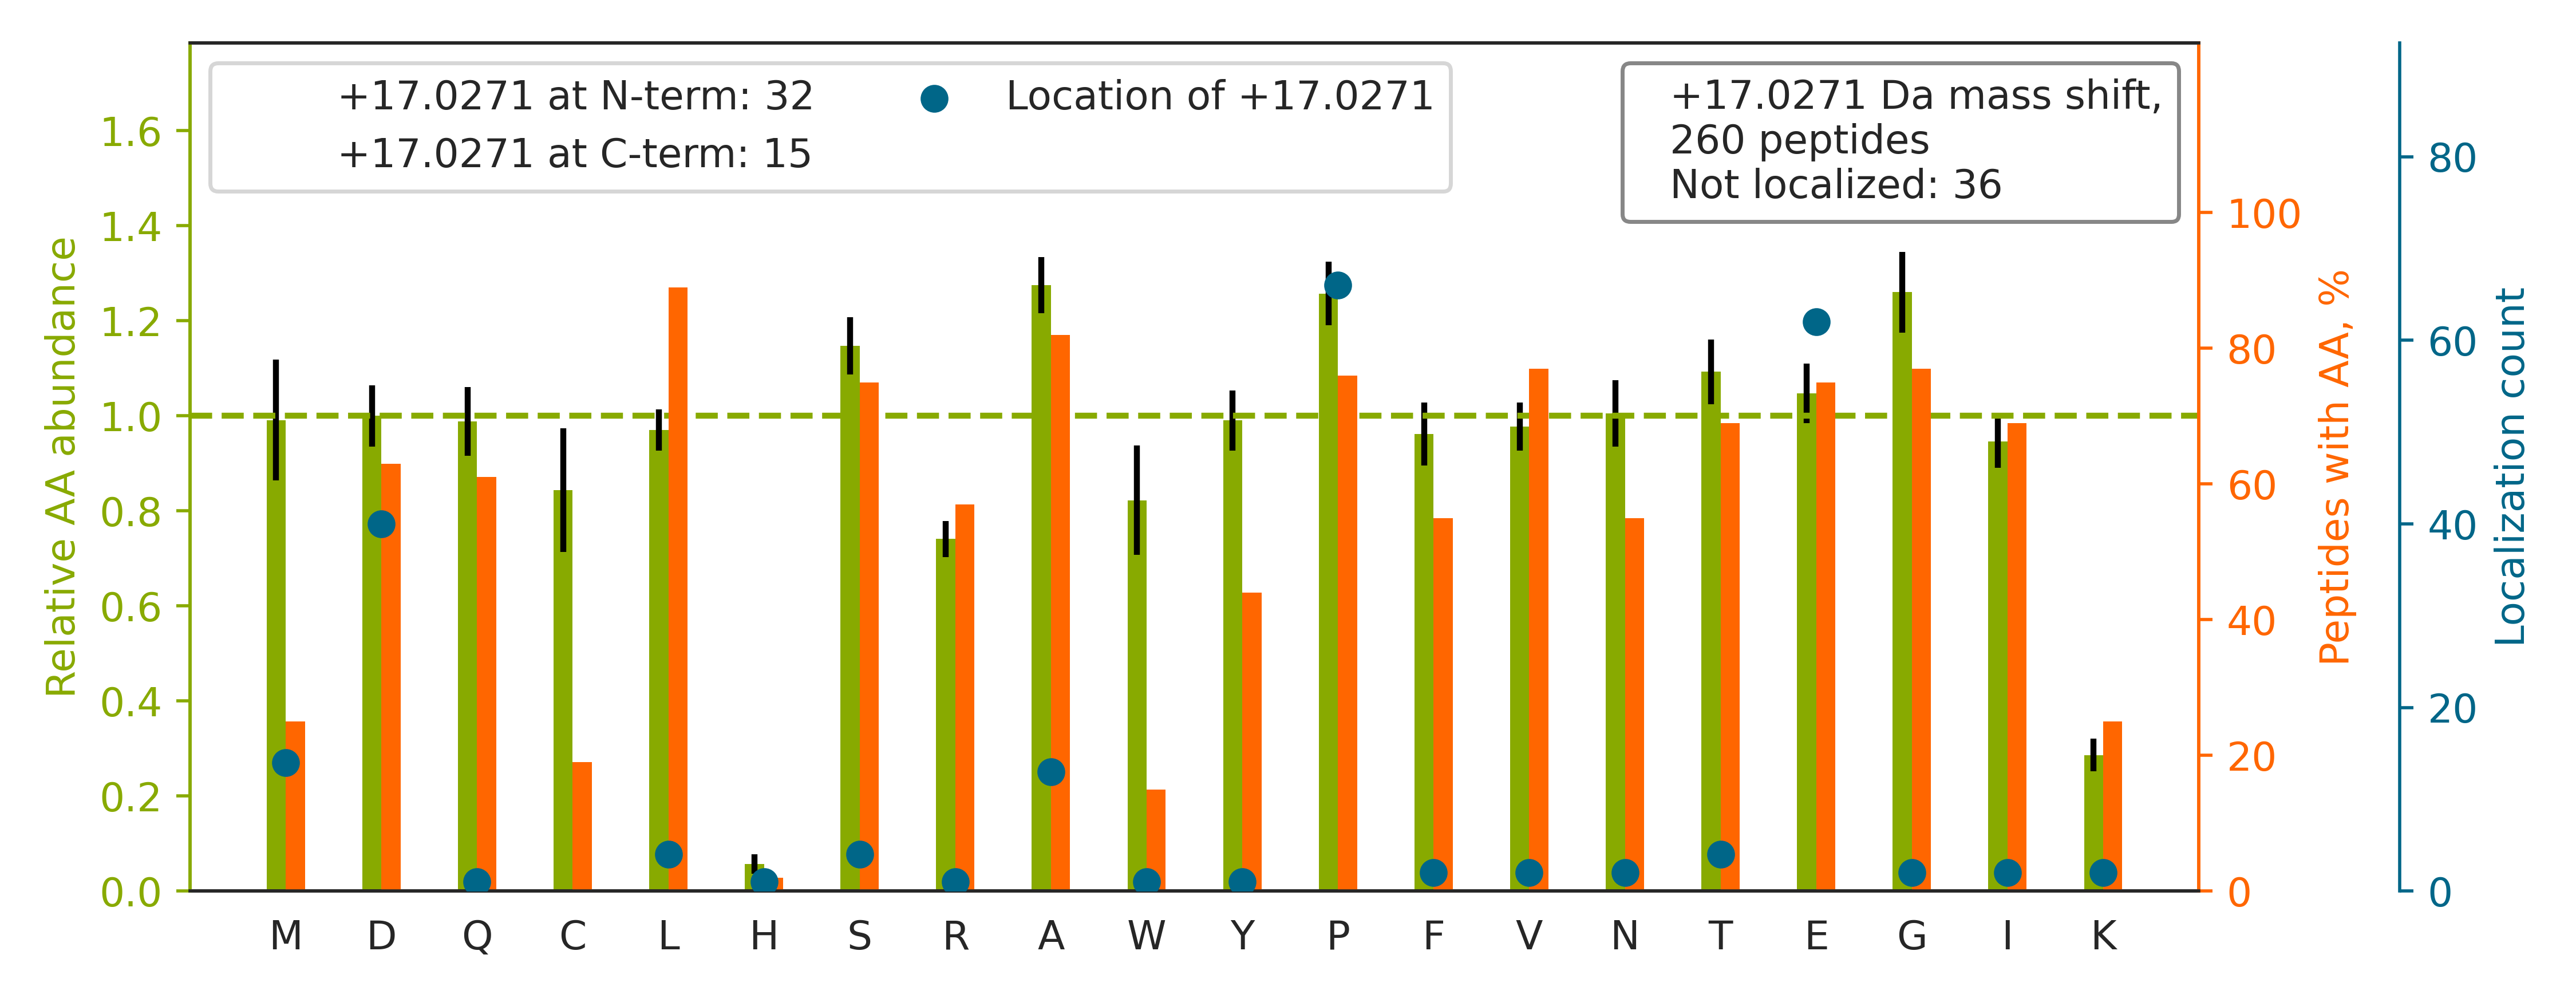 +17.0271 at N-term: 32
+17.0271 at C-term: 15
Location of +17.0271
+17.0271 Da mass shift,
260 peptides
Not localized: 36
Relative AA abundance
1.6
1.4
1.2
1.0
0.8
0.6
0.4
0.2
0.0
M D Q C L H S R A W Y P F V N T E G I K
100
80
60
40
20
0
Peptides with AA, %
80
60
40
20
0
Localization count